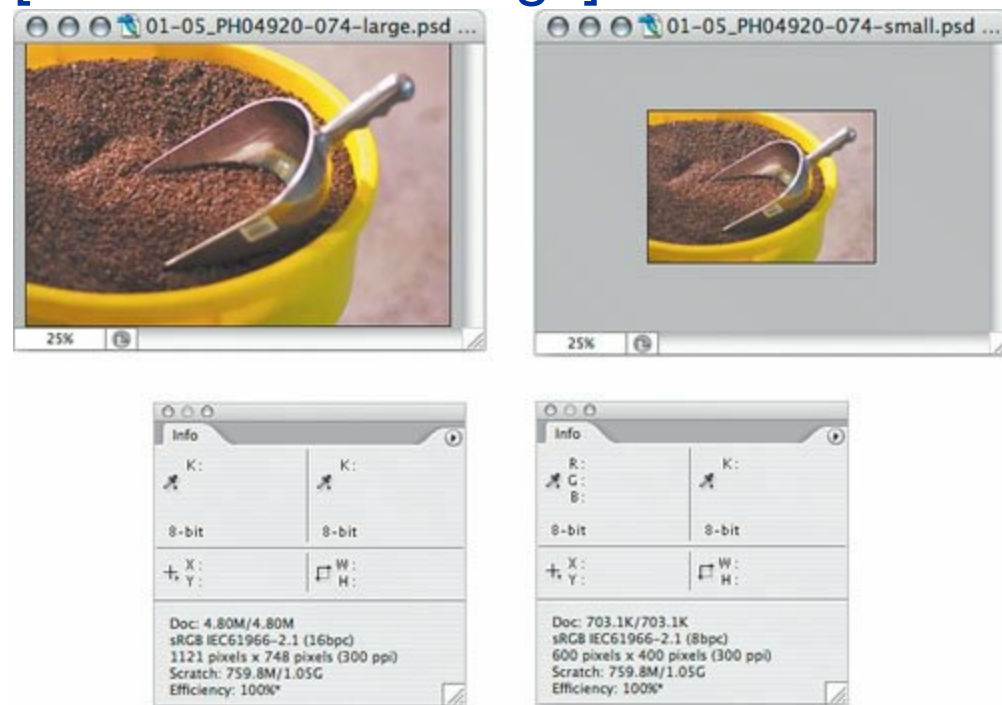 01-05_PH04920-074-large.psd ...
25%
01-05_PH04920-074-small.psd ...
25%
Info
K:
K:
8-bit
8-bit
X:
Y:
W:
H:
Doc: 4.80M/4.80M
sRGB IEC61966-2.1 (16bpc)
1121 pixels x 748 pixels (300 ppi)
Scratch: 759.8M/1.05G
Efficiency: 100%*
Info
R:
G:
B:
K:
8-bit
8-bit
X:
Y:
W:
H:
Doc: 703.1K/703.1K
sRGB IEC61966-2.1 (8bpc)
600 pixels x 400 pixels (300 ppi)
Scratch: 759.8M/1.05G
Efficiency: 100%*